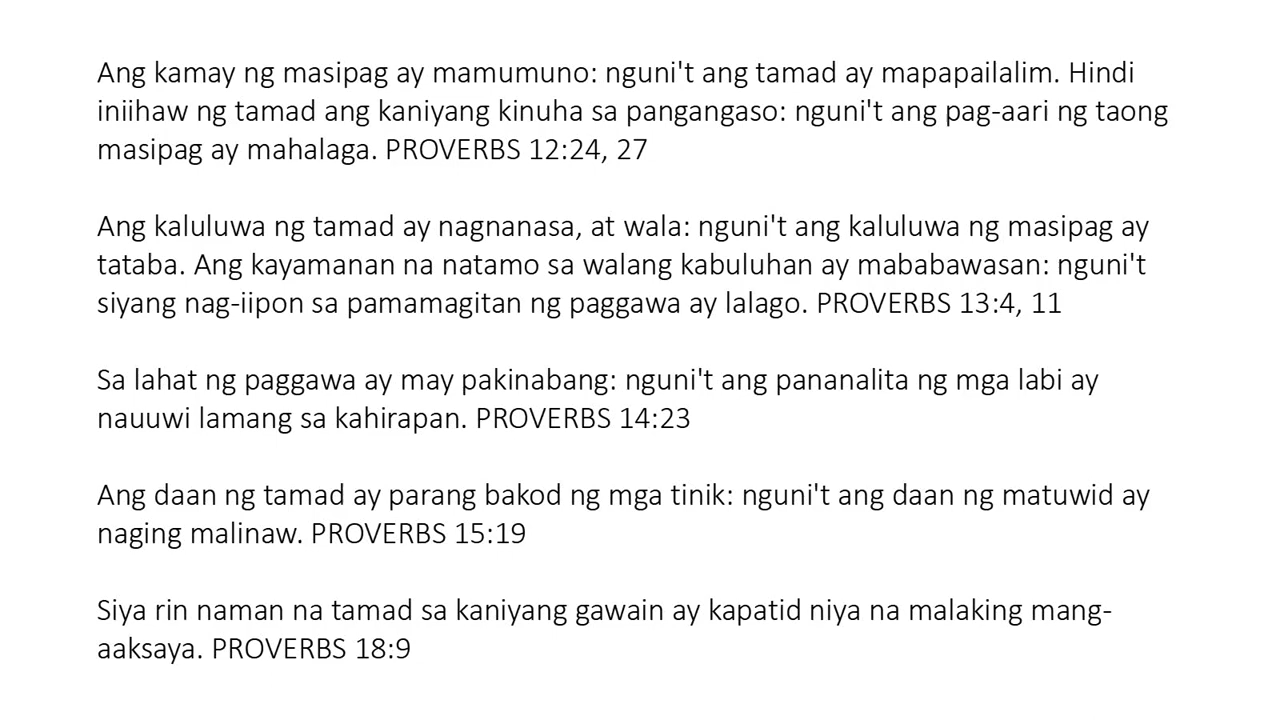 Ang kamay ng masipag ay mamumuno: nguni't ang tamad ay mapapailalim. Hindi
iniihaw ng tamad ang kaniyang kinuha sa pangangaso: nguni't ang pag-aari ng taong
masipag ay mahalaga. PROVERBS 12:24, 27
Ang kaluluwa ng tamad ay nagnanasa, at wala: nguni't ang kaluluwa ng masipag ay
tataba. Ang kayamanan na natamo sa walang kabuluhan ay mababawasan: nguni't
siyang nag-iipon sa pamamagitan ng paggawa ay lalago. PROVERBS 13:4, 11
Sa lahat ng paggawa ay may pakinabang: nguni't ang pananalita ng mga labi ay
nauuwi lamang sa kahirapan. PROVERBS 14:23
Ang daan ng tamad ay parang bakod ng mga tinik: nguni't ang daan ng matuwid ay
naging malinaw. PROVERBS 15:19
Siya rin naman na tamad sa kaniyang gawain ay kapatid niya na malaking mang-
aaksaya. PROVERBS 18:9